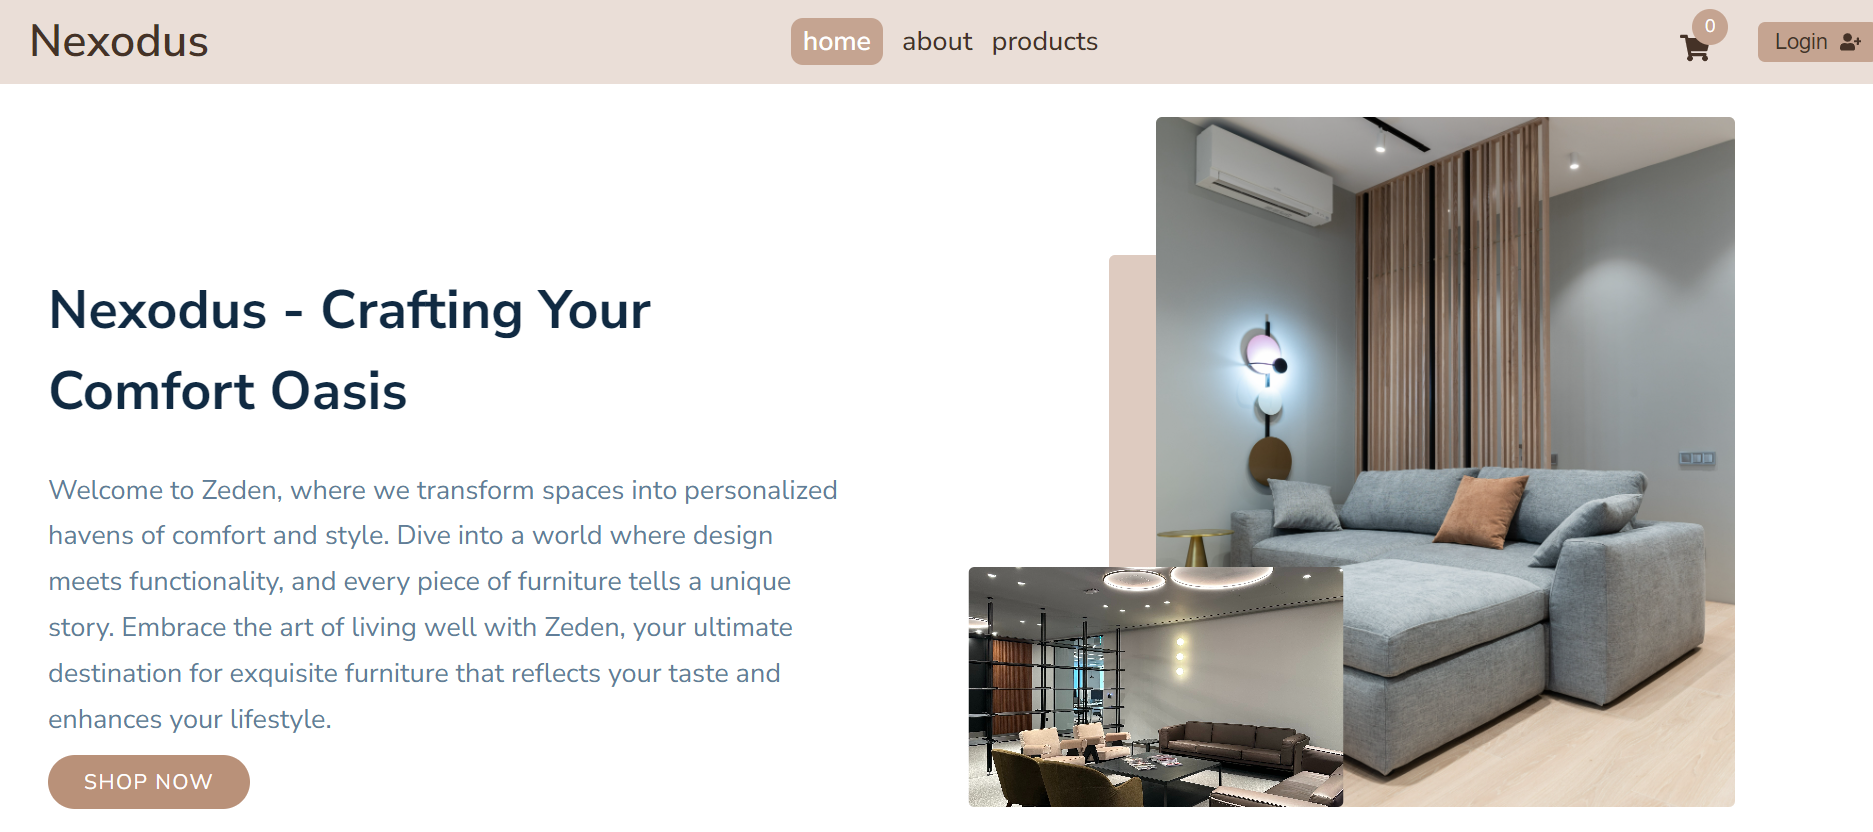 Nexodus
home about products
0
Login
Nexodus - Crafting Your
Comfort Oasis
Welcome to Zeden, where we transform spaces into personalized
havens of comfort and style. Dive into a world where design
meets functionality, and every piece of furniture tells a unique
story. Embrace the art of living well with Zeden, your ultimate
destination for exquisite furniture that reflects your taste and
enhances your lifestyle.
SHOP NOW